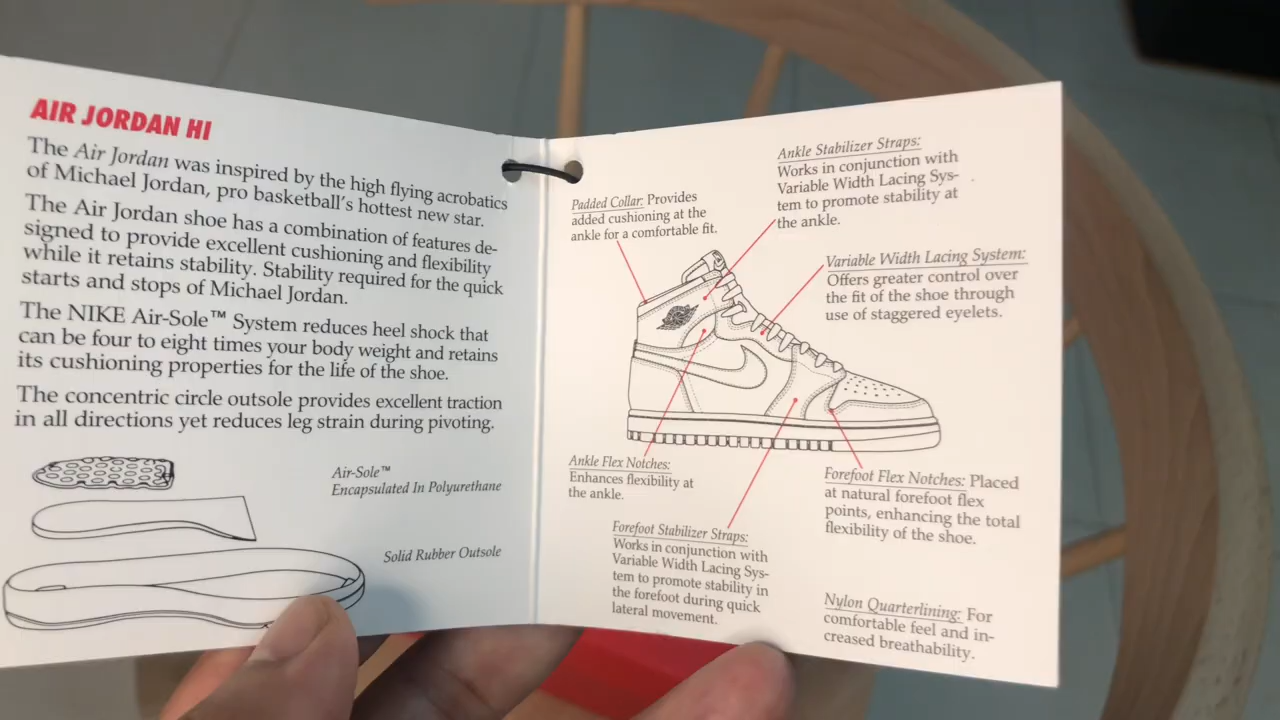 AIR JORDAN HI
The Air Jordan was inspired by the high flying acrobatics
of Michael Jordan, pro basketball's hottest new star.
The Air Jordan shoe has a combination of features de-
signed to provide excellent cushioning and flexibility
while it retains stability. Stability required for the quick
starts and stops of Michael Jordan.
The NIKE Air-Sole™ System reduces heel shock that
can be four to eight times your body weight and retains
its cushioning properties for the life of the shoe.
The concentric circle outsole provides excellent traction
in all directions yet reduces leg strain during pivoting.
Air-Sole™
Encapsulated In Polyurethane
Solid Rubber Outsole
Padded Collar: Provides
added cushioning at the
ankle for a comfortable fit.
Ankle Stabilizer Straps:
Works in conjunction with
Variable Width Lacing Sys-
tem to promote stability at
the ankle.
Variable Width Lacing System:
Offers greater control over
the fit of the shoe through
use of staggered eyelets.
Ankle Flex Notches:
Enhances flexibility at
the ankle.
Forefoot Stabilizer Straps:
Works in conjunction with
Variable Width Lacing Sys-
tem to promote stability in
the forefoot during quick
lateral movement.
Forefoot Flex Notches: Placed
at natural forefoot flex
points, enhancing the total
flexibility of the shoe.
Nylon Quarterlining: For
comfortable feel and in-
creased breathability.